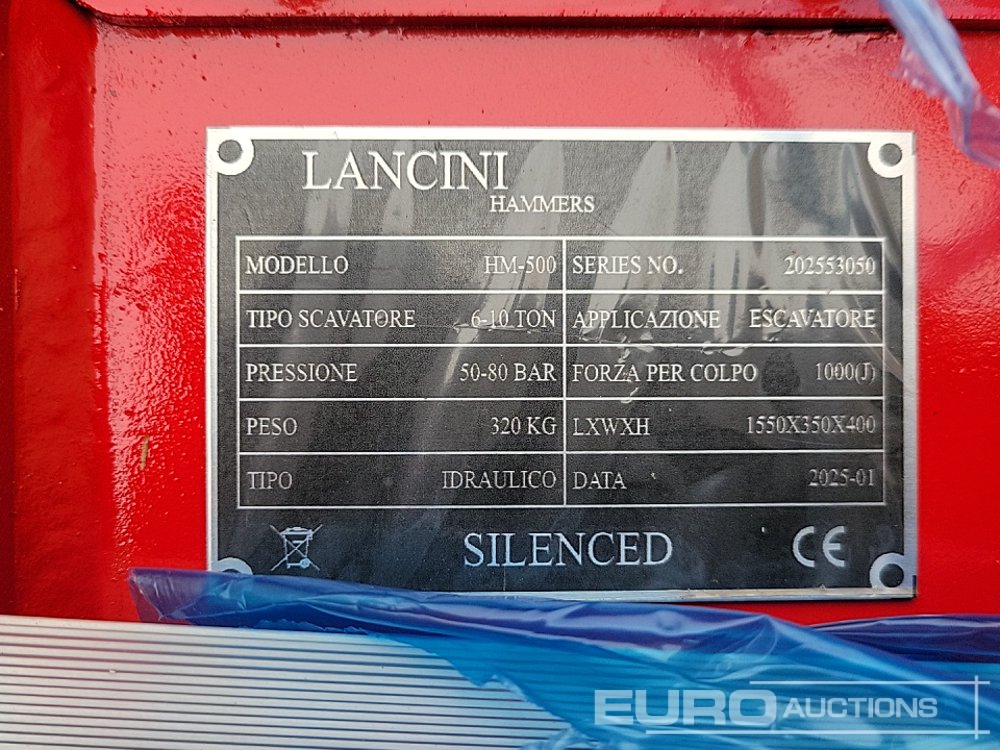 LANCINI
HAMMERS
MODELLO HM-500 SERIES NO. 202553050
TIPO SCAVATORE 6-10 TON APPLICAZIONE ESCAVATORE
PRESSIONE 50-80 BAR FORZA PER COLPO 1000(J)
PESO 320 KG LXWXH 1550X350X400
TIPO IDRAULICO DATA 2025-01
SILENCED CE
EURO AUCTIONS